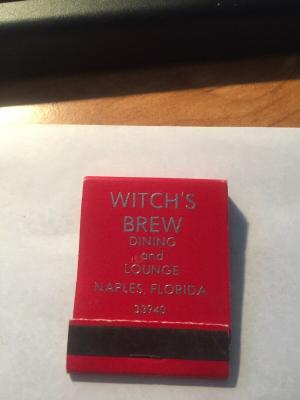 WITCH'S
BREW
DINING
and
LOUNGE
NAPLES, FLORIDA
33940